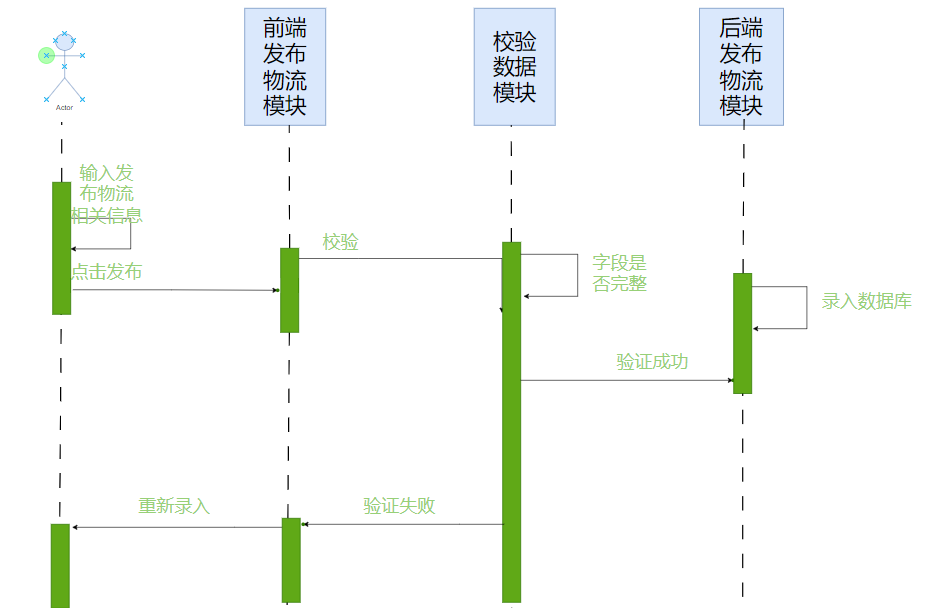 前端
发布
物流
模块
校验
数据
模块
后端
发布
物流
模块
Actor
输入发
布物流
相关信息
点击发布
校验
字段是
否完整
录入数据库
验证成功
重新录入
验证失败